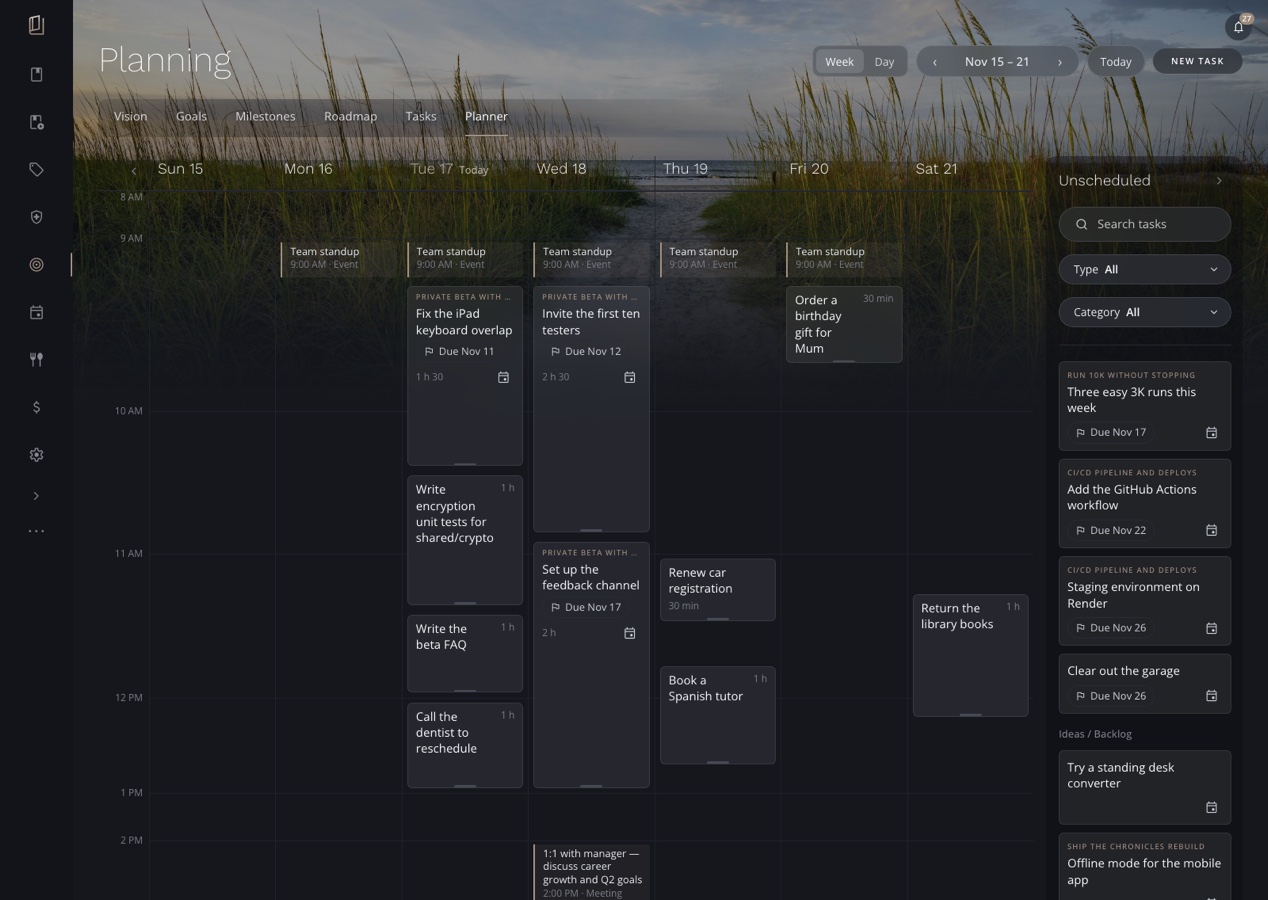 27
Planning
Week Day
‹ Nov 15 – 21 ›
Today
NEW TASK
Vision Goals Milestones Roadmap Tasks Planner
Sun 15 Mon 16 Tue 17 Today Wed 18 Thu 19 Fri 20 Sat 21
8 AM
9 AM
10 AM
11 AM
12 PM
1 PM
2 PM
Team standup
9:00 AM · Event
Team standup
9:00 AM · Event
PRIVATE BETA WITH …
Fix the iPad
keyboard overlap
Due Nov 11
1 h 30
Write
encryption
unit tests for
shared/crypto
1 h
Write the
beta FAQ
1 h
Call the
dentist to
reschedule
1 h
Team standup
9:00 AM · Event
PRIVATE BETA WITH …
Invite the first ten
testers
Due Nov 12
2 h 30
PRIVATE BETA WITH …
Set up the
feedback channel
Due Nov 17
2 h
1:1 with manager —
discuss career
growth and Q2 goals
2:00 PM · Meeting
Team standup
9:00 AM · Event
Renew car
registration
30 min
Book a
Spanish tutor
1 h
Team standup
9:00 AM · Event
Order a
birthday
gift for
Mum
30 min
Return the
library books
1 h
Unscheduled
Search tasks
Type All
Category All
RUN 10K WITHOUT STOPPING
Three easy 3K runs this
week
Due Nov 17
CI/CD PIPELINE AND DEPLOYS
Add the GitHub Actions
workflow
Due Nov 22
CI/CD PIPELINE AND DEPLOYS
Staging environment on
Render
Due Nov 26
Clear out the garage
Due Nov 26
Ideas / Backlog
Try a standing desk
converter
SHIP THE CHRONICLES REBUILD
Offline mode for the mobile
app